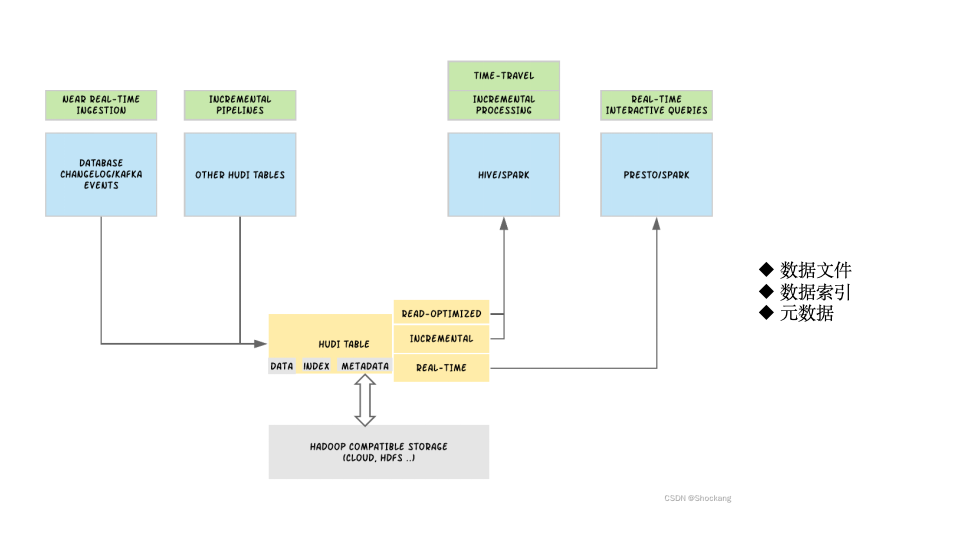 TIME-TRAVEL
NEAR REAL-TIME
INGESTION
INCREMENTAL
PIPELINES
INCREMENTAL
PROCESSING
REAL-TIME
INTERACTIVE QUERIES
DATABASE
CHANGELOG/KAFKA
EVENTS
OTHER HUDI TABLES
HIVE/SPARK
PRESTO/SPARK
◆ 数据文件
◆ 数据索引
◆ 元数据
READ-OPTIMIZED
HUDI TABLE
INCREMENTAL
DATA INDEX METADATA
REAL-TIME
HADOOP COMPATIBLE STORAGE
(CLOUD, HDFS ..)
CSDN @Shockang